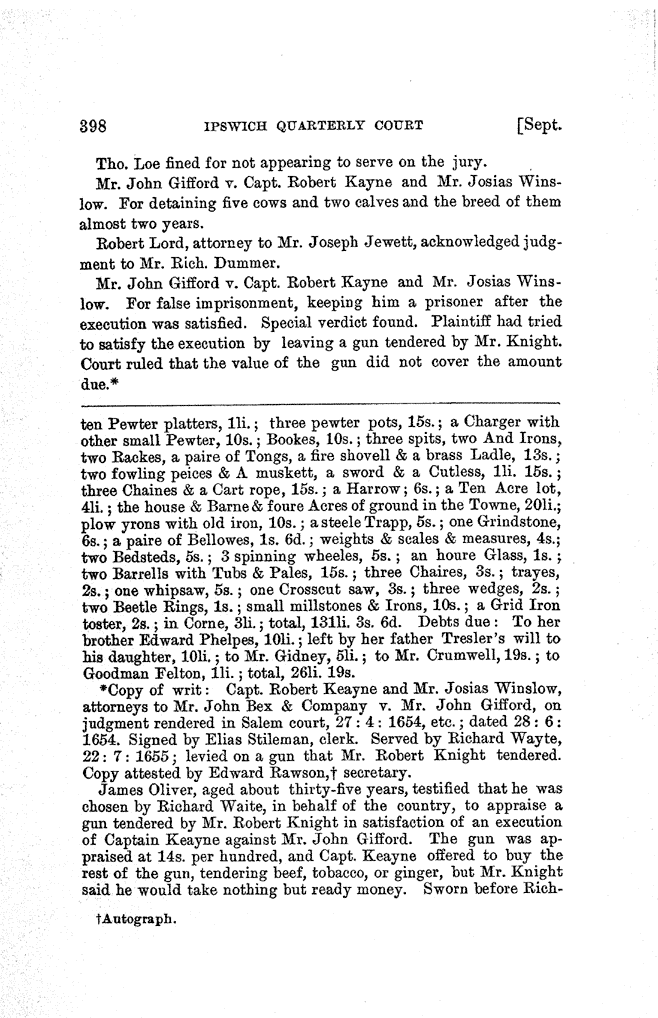 398 IPSWICH QUARTERLY COURT [Sept.
Tho. Loe fined for not appearing to serve on the jury.
Mr. John Gifford v. Capt. Robert Kayne and Mr. Josias Wins-
low. For detaining five cows and two calves and the breed of them
almost two years.
Robert Lord, attorney to Mr. Joseph Jewett, acknowledged judg-
ment to Mr. Rich. Dummer.
Mr. John Gifford v. Capt. Robert Kayne and Mr. Josias Wins-
low. For false imprisonment, keeping him a prisoner after the
execution was satisfied. Special verdict found. Plaintiff had tried
to satisfy the execution by leaving a gun tendered by Mr. Knight.
Court ruled that the value of the gun did not cover the amount
due.*
ten Pewter platters, 1li.; three pewter pots, 15s.; a Charger with
other small Pewter, 10s.; Bookes, 10s.; three spits, two And Irons,
two Rackes, a paire of Tongs, a fire shovell & a brass Ladle, 13s.;
two fowling peices & A muskett, a sword & a Cutless, 1li. 15s.;
three Chaines & a Cart rope, 15s.; a Harrow; 6s.; a Ten Acre lot,
4li.; the house & Barne & foure Acres of ground in the Towne, 20li.;
plow yrons with old iron, 10s.; a steele Trapp, 5s.; one Grindstone,
6s.; a paire of Bellowes, 1s. 6d.; weights & scales & measures, 4s.;
two Bedsteds, 5s.; 3 spinning wheeles, 5s.; an houre Glass, 1s.;
two Barrells with Tubs & Pales, 15s.; three Chaires, 3s.; trayes,
2s.; one whipsaw, 5s.; one Crosscut saw, 3s.; three wedges, 2s.;
two Beetle Rings, 1s.; small millstones & Irons, 10s.; a Grid Iron
toster, 2s.; in Corne, 3li.; total, 131li. 3s. 6d. Debts due: To her
brother Edward Phelpes, 10li.; left by her father Tresler's will to
his daughter, 10li.; to Mr. Gidney, 5li.; to Mr. Crumwell, 19s.; to
Goodman Felton, 1li.; total, 26li. 19s.
*Copy of writ: Capt. Robert Keayne and Mr. Josias Winslow,
attorneys to Mr. John Bex & Company v. Mr. John Gifford, on
judgment rendered in Salem court, 27: 4: 1654, etc.; dated 28: 6:
1654. Signed by Elias Stileman, clerk. Served by Richard Wayte,
22: 7: 1655; levied on a gun that Mr. Robert Knight tendered.
Copy attested by Edward Rawson,† secretary.
James Oliver, aged about thirty-five years, testified that he was
chosen by Richard Waite, in behalf of the country, to appraise a
gun tendered by Mr. Robert Knight in satisfaction of an execution
of Captain Keayne against Mr. John Gifford. The gun was ap-
praised at 14s. per hundred, and Capt. Keayne offered to buy the
rest of the gun, tendering beef, tobacco, or ginger, but Mr. Knight
said he would take nothing but ready money. Sworn before Rich-
†Autograph.